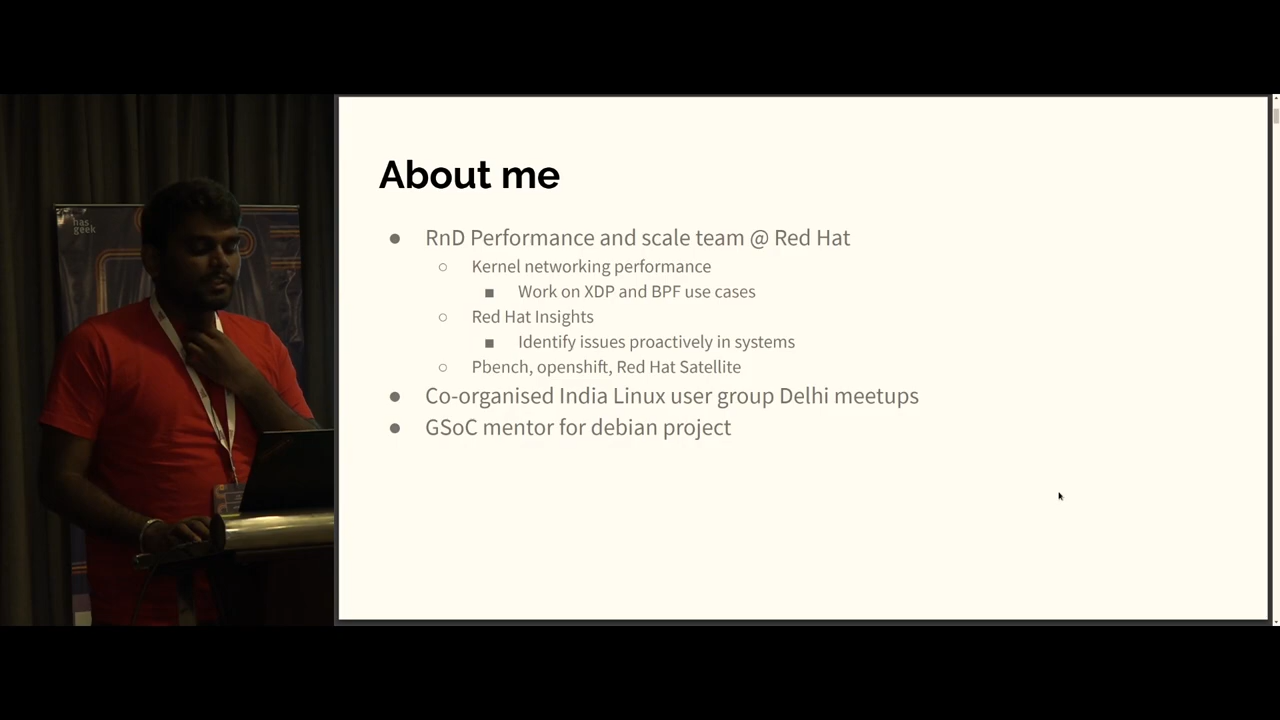 has
geek
About me
● RnD Performance and scale team @ Red Hat
○ Kernel networking performance
■ Work on XDP and BPF use cases
○ Red Hat Insights
■ Identify issues proactively in systems
○ Pbench, openshift, Red Hat Satellite
● Co-organised India Linux user group Delhi meetups
● GSoC mentor for debian project